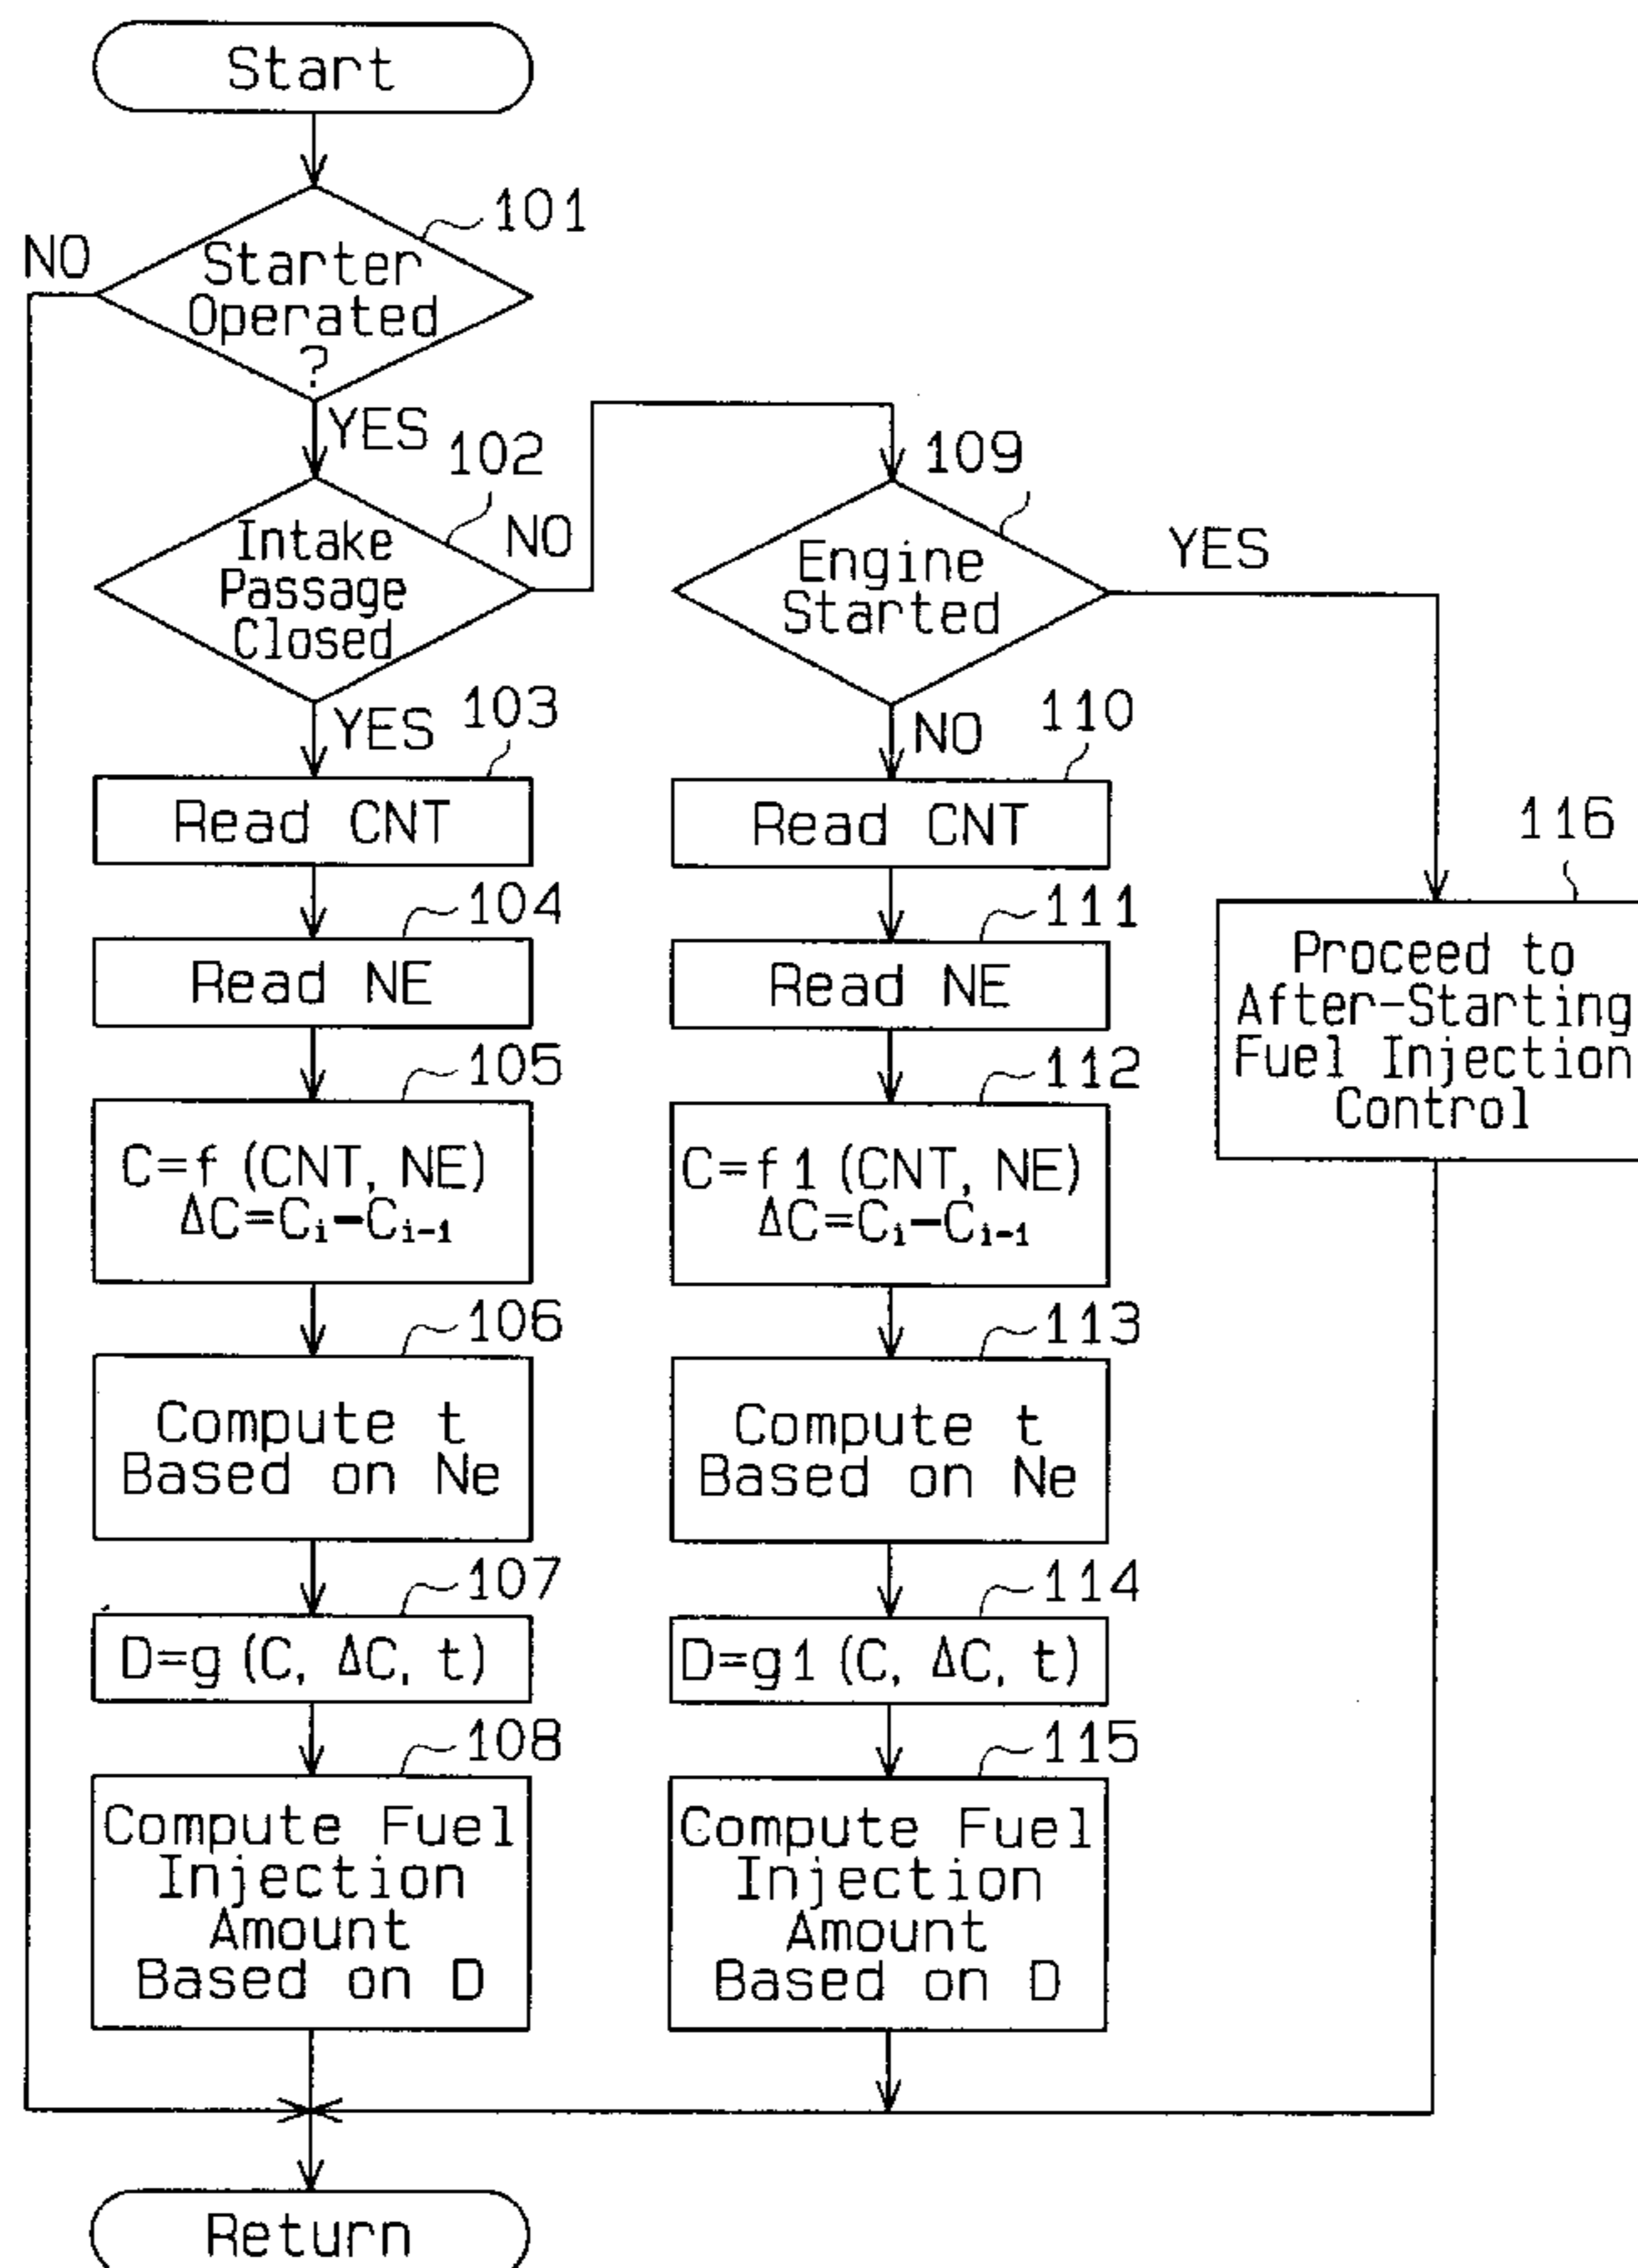 Start
101
NO
Starter
Operated
?
YES
102
Intake
Passage
Closed
NO
109
Engine
Started
YES
YES
103
Read CNT
104
Read NE
105
C=f (CNT, NE)
ΔC=Cᵢ−Cᵢ₋₁
106
Compute t
Based on Ne
107
D=g (C, ΔC, t)
108
Compute Fuel
Injection
Amount
Based on D
NO
110
Read CNT
111
Read NE
112
C=f1 (CNT, NE)
ΔC=Cᵢ−Cᵢ₋₁
113
Compute t
Based on Ne
114
D=g1 (C, ΔC, t)
115
Compute Fuel
Injection
Amount
Based on D
116
Proceed to
After-Starting
Fuel Injection
Control
Return